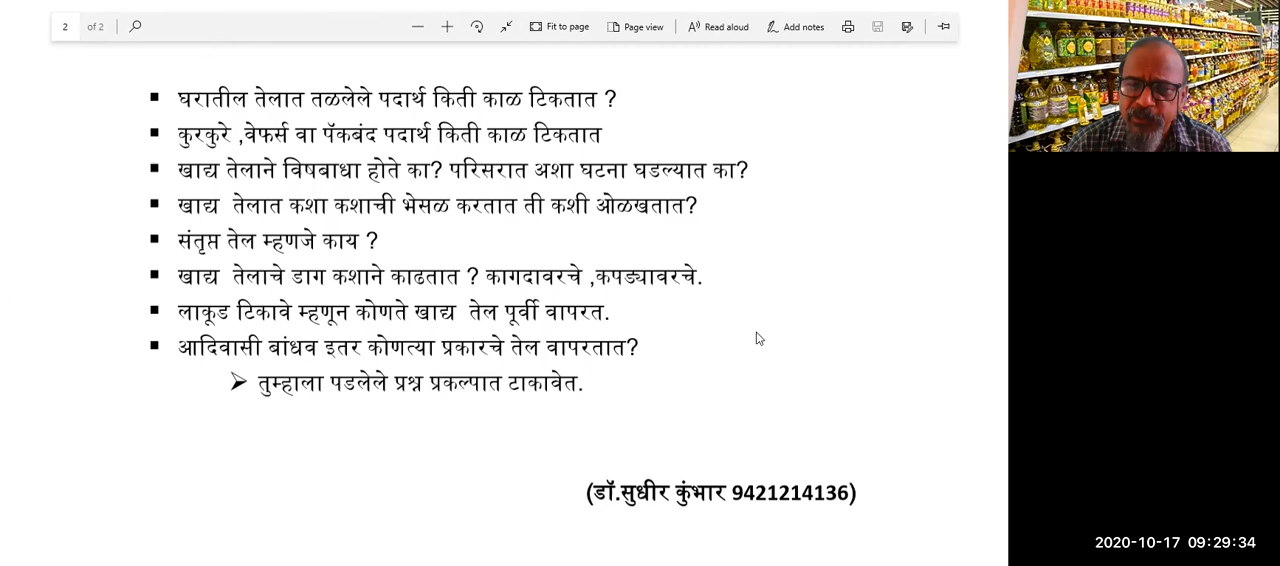 2 of 2 Fit to page Page view Read aloud Add notes
घरातील तेलात तळलेले पदार्थ किती काळ टिकतात ?
कुरकुरे ,वेफर्स वा पॅकबंद पदार्थ किती काळ टिकतात
खाद्य तेलाने विषबाधा होते का? परिसरात अशा घटना घडल्यात का?
खाद्य तेलात कशा कशाची भेसळ करतात ती कशी ओळखतात?
संतृप्त तेल म्हणजे काय ?
खाद्य तेलाचे डाग कशाने काढतात ? कागदावरचे ,कपड्यावरचे.
लाकूड टिकावे म्हणून कोणते खाद्य तेल पूर्वी वापरत.
आदिवासी बांधव इतर कोणत्या प्रकारचे तेल वापरतात?
तुम्हाला पडलेले प्रश्न प्रकल्पात टाकावेत.
(डॉ.सुधीर कुंभार 9421214136)
2020-10-17 09:29:34